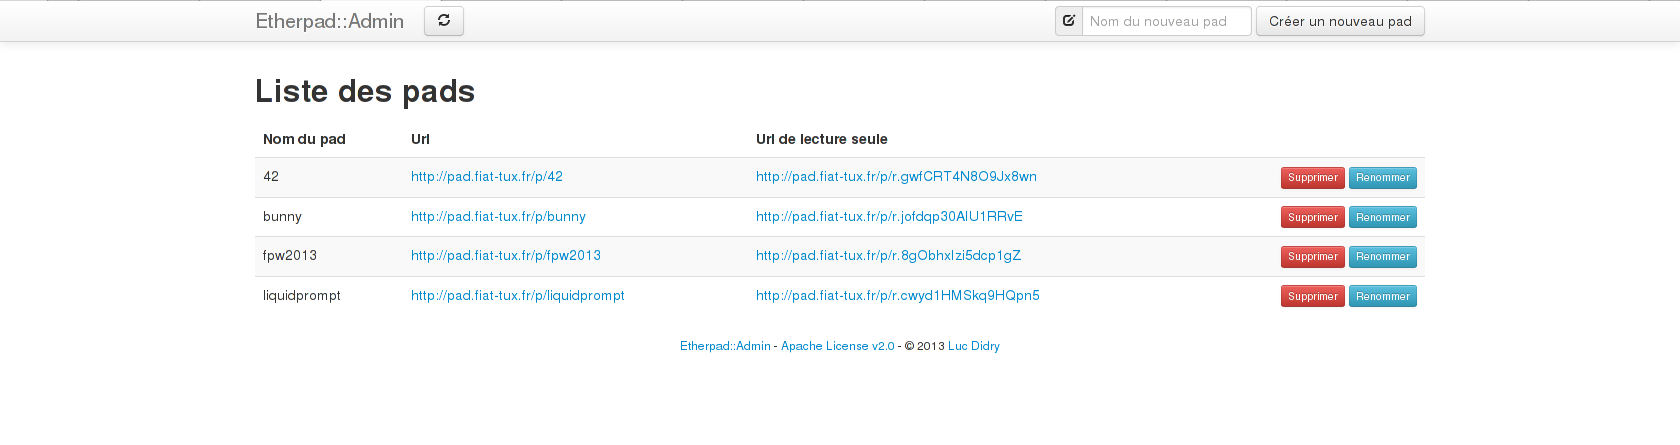 Etherpad::Admin Nom du nouveau pad Créer un nouveau pad
Liste des pads
Nom du pad Url Url de lecture seule
42 http://pad.fiat-tux.fr/p/42 http://pad.fiat-tux.fr/p/r.gwfCRT4N8O9Jx8wn Supprimer Renommer
bunny http://pad.fiat-tux.fr/p/bunny http://pad.fiat-tux.fr/p/r.jofdqp30AlU1RRvE Supprimer Renommer
fpw2013 http://pad.fiat-tux.fr/p/fpw2013 http://pad.fiat-tux.fr/p/r.8gObhxlzi5dcp1gZ Supprimer Renommer
liquidprompt http://pad.fiat-tux.fr/p/liquidprompt http://pad.fiat-tux.fr/p/r.cwyd1HMSkq9HQpn5 Supprimer Renommer
Etherpad::Admin - Apache License v2.0 - © 2013 Luc Didry